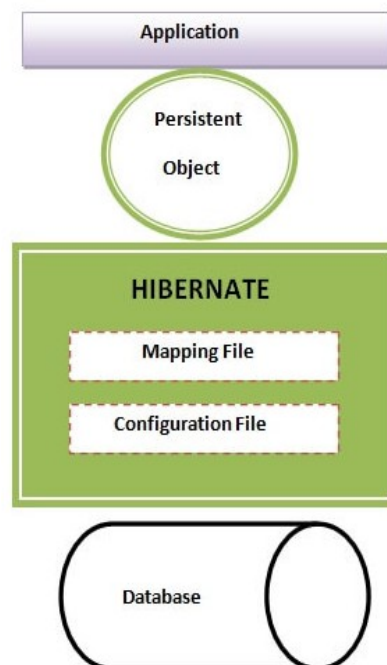 Application
Persistent
Object
HIBERNATE
Mapping File
Configuration File
Database